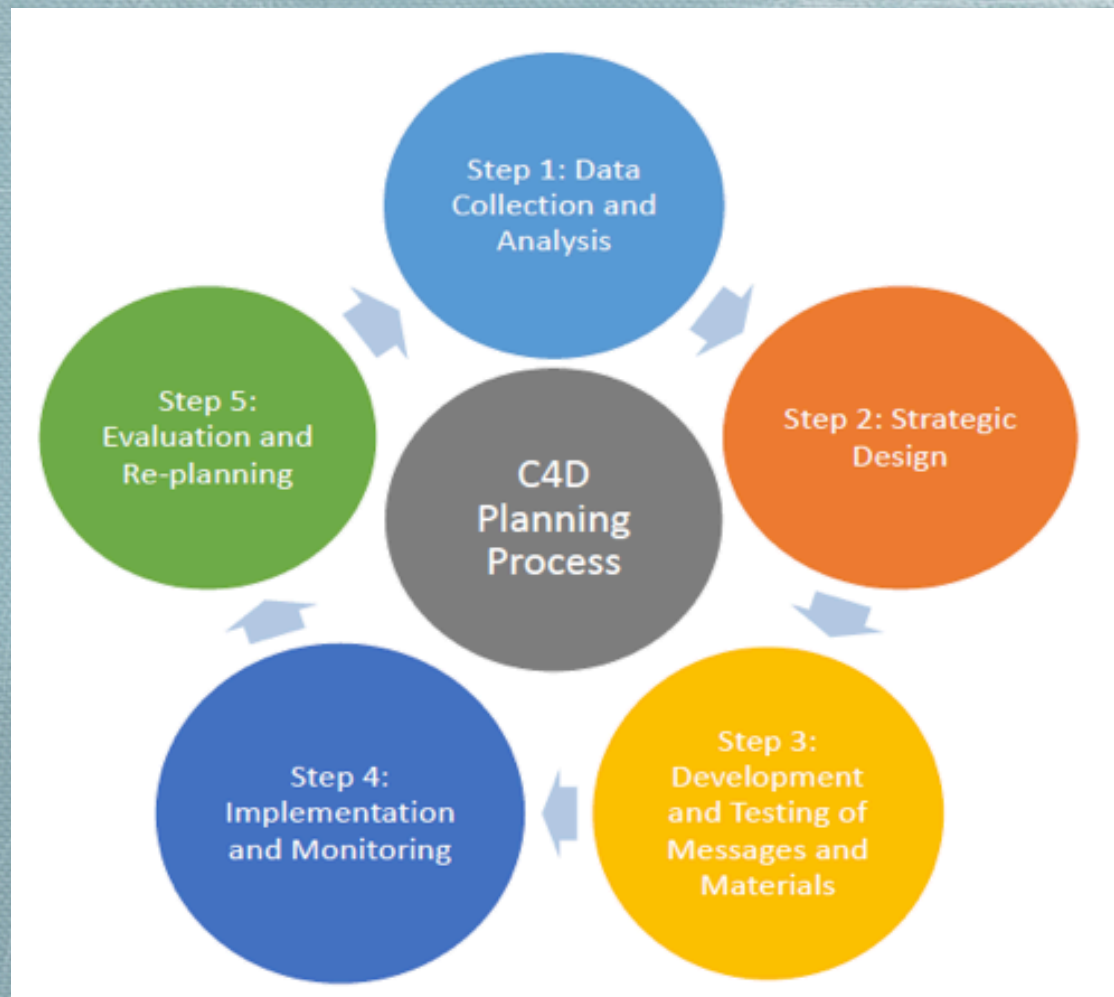 Step 1: Data
Collection and
Analysis
Step 2: Strategic
Design
Step 3:
Development
and Testing of
Messages and
Materials
Step 4:
Implementation
and Monitoring
Step 5:
Evaluation and
Re-planning
C4D
Planning
Process